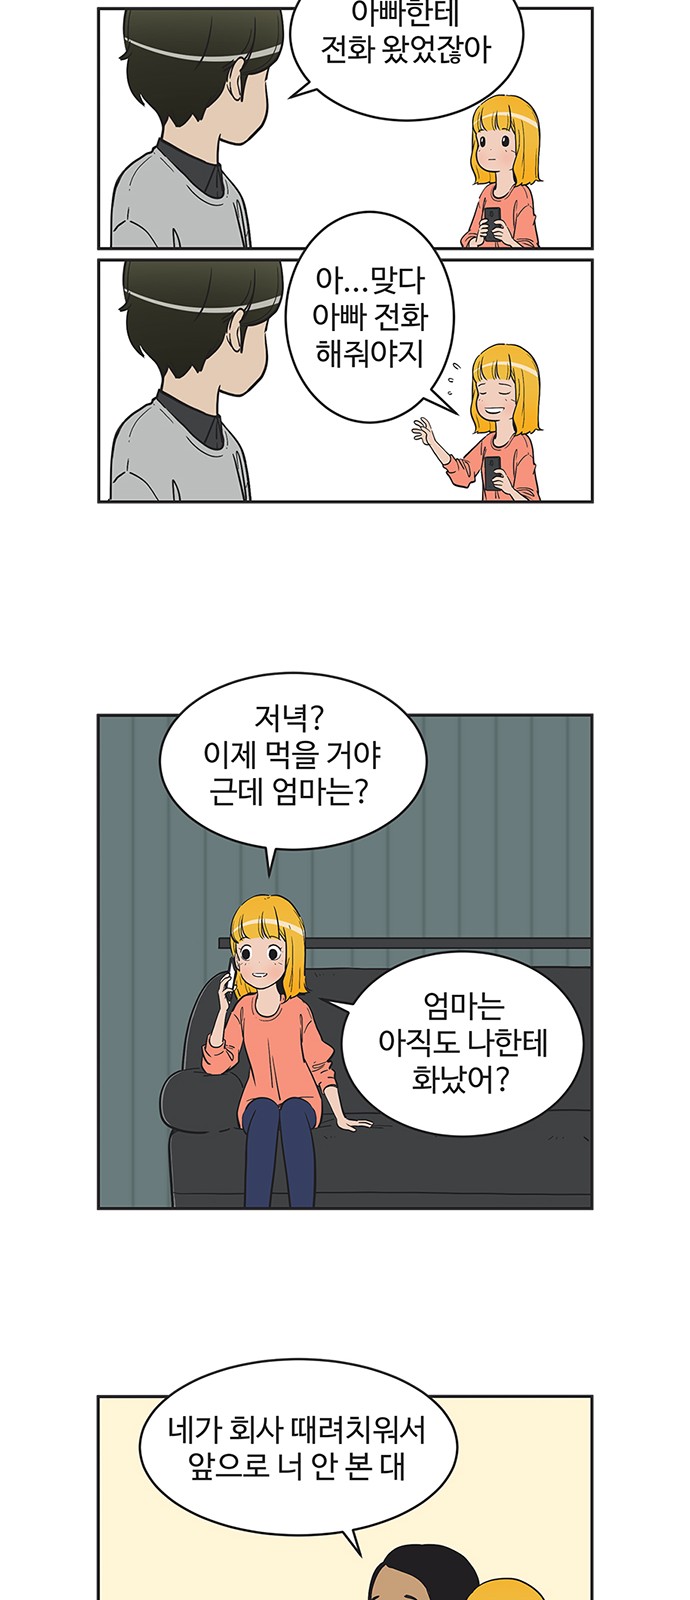 아빠한테
전화 왔었잖아
아...맞다
아빠 전화
해줘야지
저녁?
이제 먹을 거야
근데 엄마는?
엄마는
아직도 나한테
화났어?
네가 회사 때려치워서
앞으로 너 안 본 대